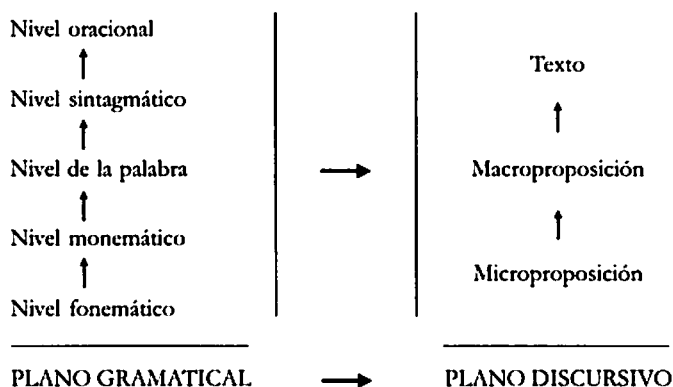 Nivel oracional
Nivel sintagmático
Nivel de la palabra
Nivel monemático
Nivel fonemático
PLANO GRAMATICAL
Texto
Macroproposición
Microproposición
PLANO DISCURSIVO